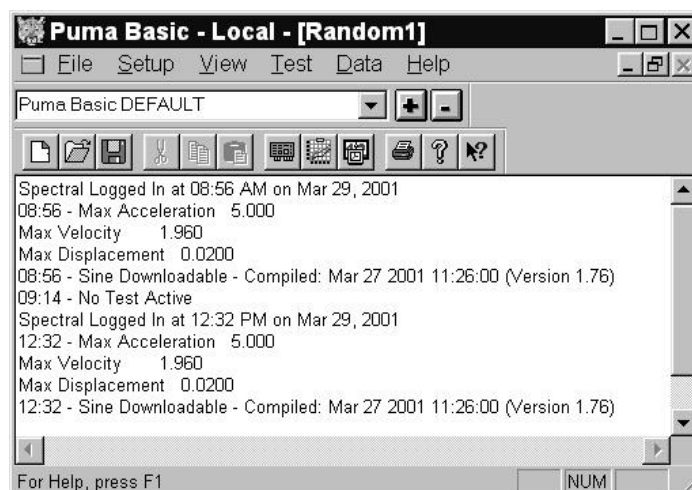 Puma Basic - Local - [Random1]
File Setup View Test Data Help
Puma Basic DEFAULT
Spectral Logged In at 08:56 AM on Mar 29, 2001
08:56 - Max Acceleration 5.000
Max Velocity 1.960
Max Displacement 0.0200
08:56 - Sine Downloadable - Compiled: Mar 27 2001 11:26:00 (Version 1.76)
09:14 - No Test Active
Spectral Logged In at 12:32 PM on Mar 29, 2001
12:32 - Max Acceleration 5.000
Max Velocity 1.960
Max Displacement 0.0200
12:32 - Sine Downloadable - Compiled: Mar 27 2001 11:26:00 (Version 1.76)
For Help, press F1 NUM